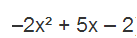 –2x² + 5x – 2